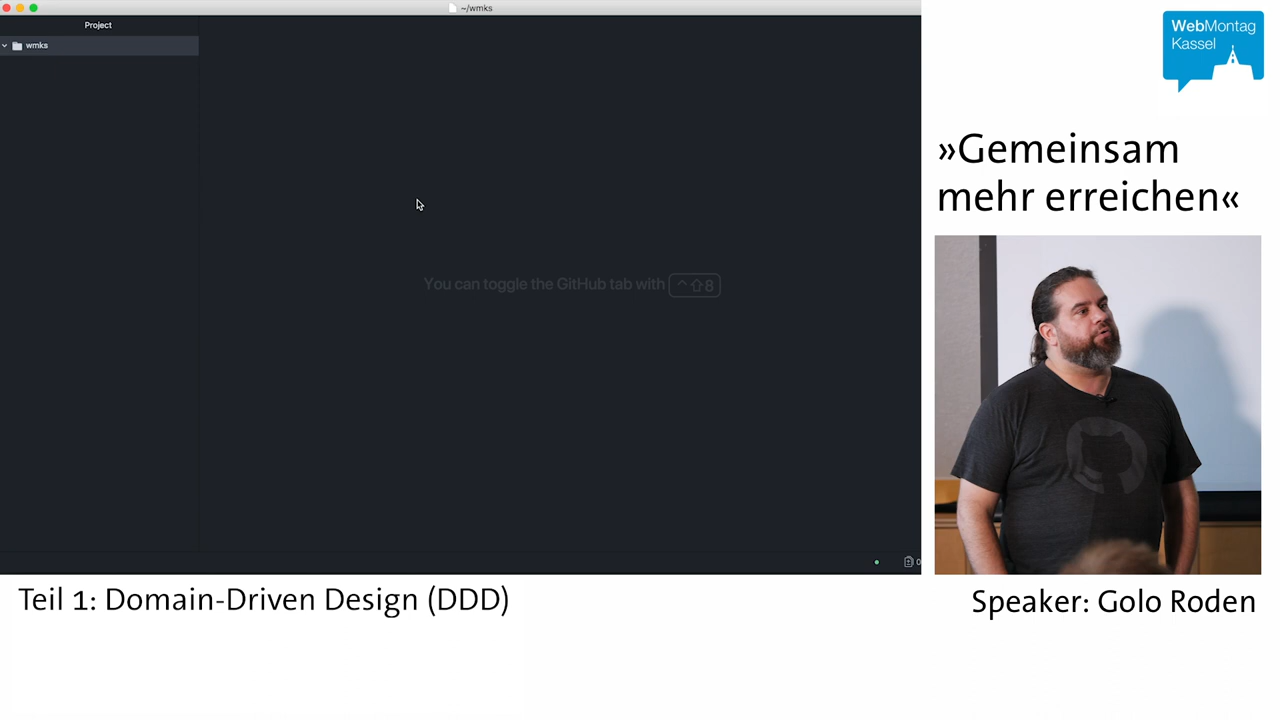 ~/wmks
Project
wmks
You can toggle the GitHub tab with ^⇧8
0
WebMontag
Kassel
»Gemeinsam
mehr erreichen«
Teil 1: Domain-Driven Design (DDD)
Speaker: Golo Roden